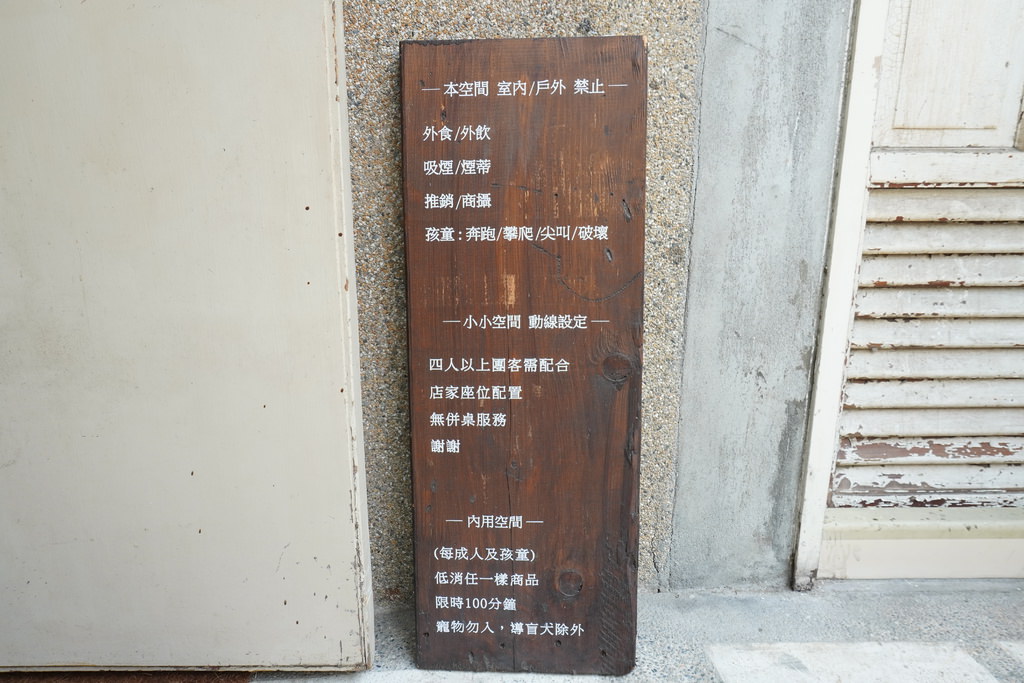 — 本空間 室內/戶外 禁止 —
外食/外飲
吸煙/煙蒂
推銷/商攝
孩童:奔跑/攀爬/尖叫/破壞
— 小小空間 動線設定 —
四人以上團客需配合
店家座位配置
無併桌服務
謝謝
— 內用空間 —
(每成人及孩童)
低消任一樣商品
限時100分鐘
寵物勿入,導盲犬除外